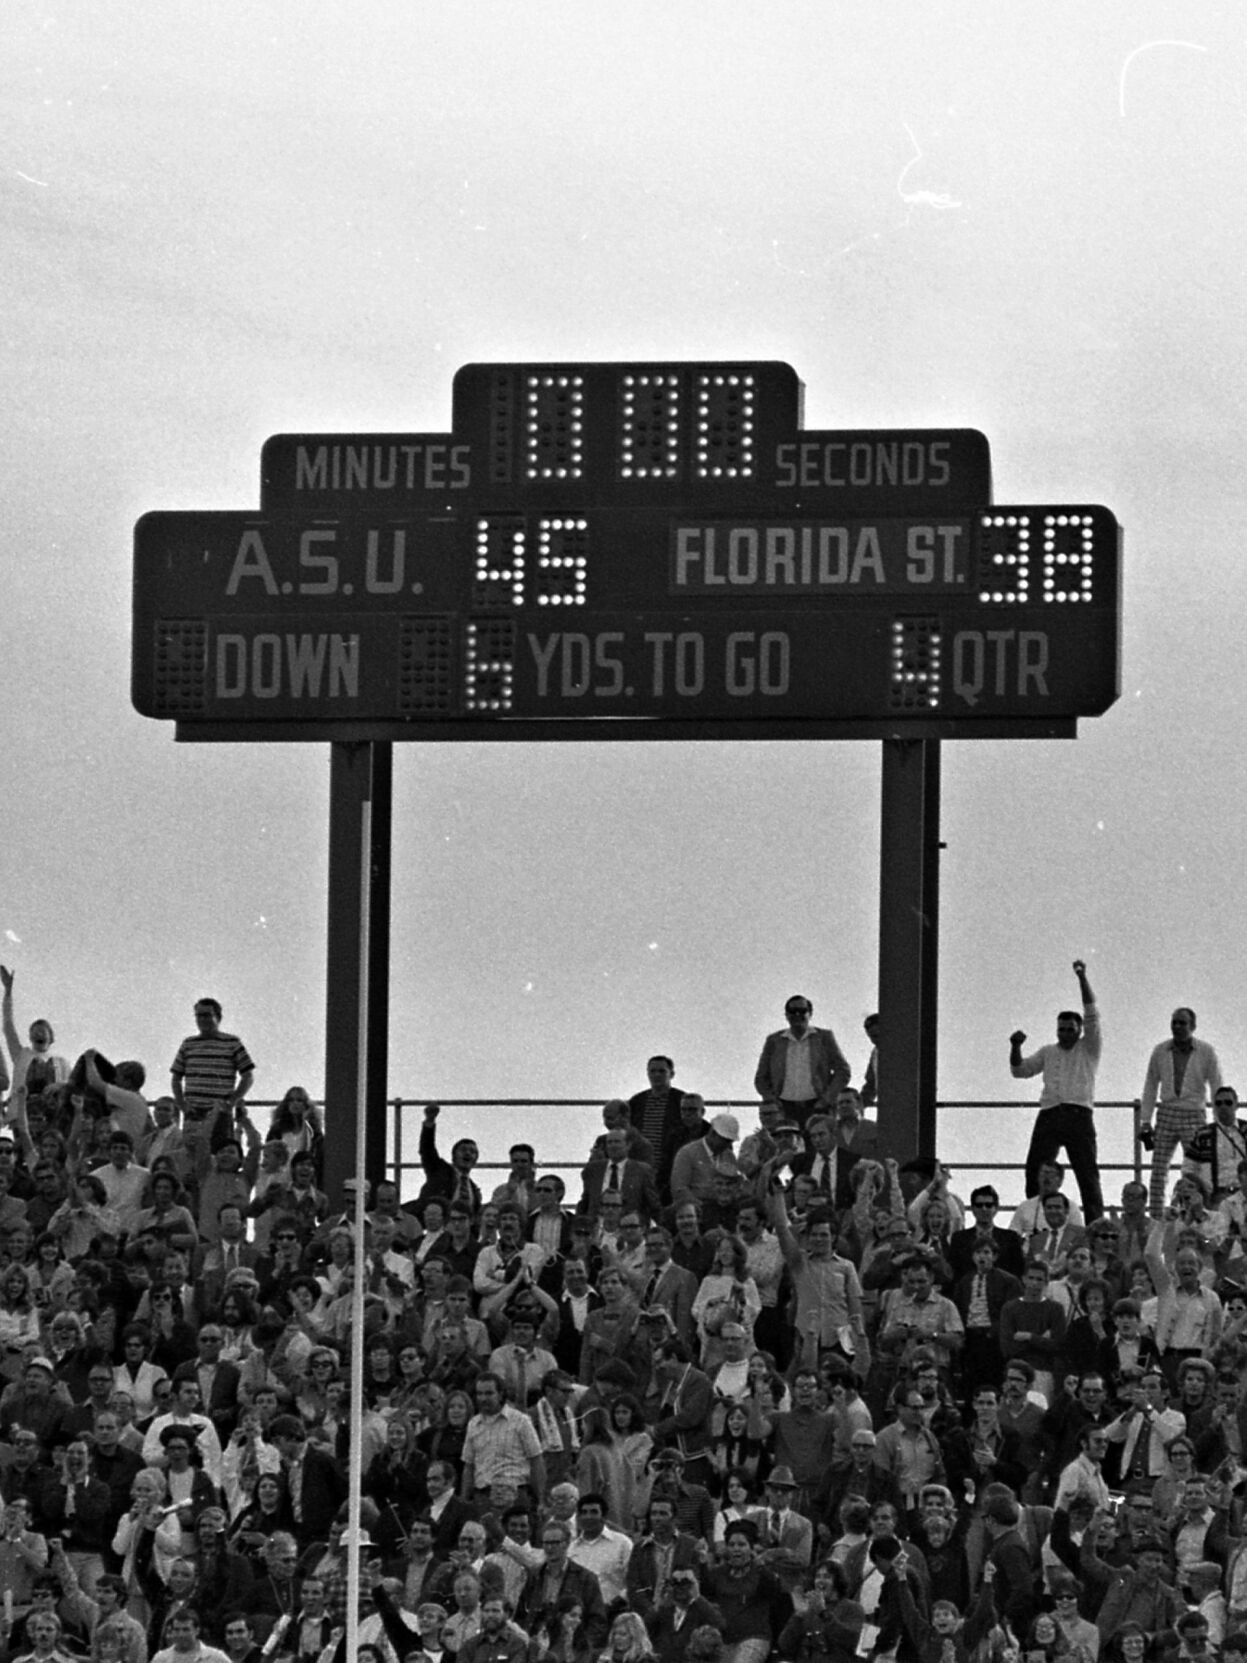 MINUTES 0 00 SECONDS
A.S.U. 45 FLORIDA ST. 38
DOWN 6 YDS. TO GO 4 QTR